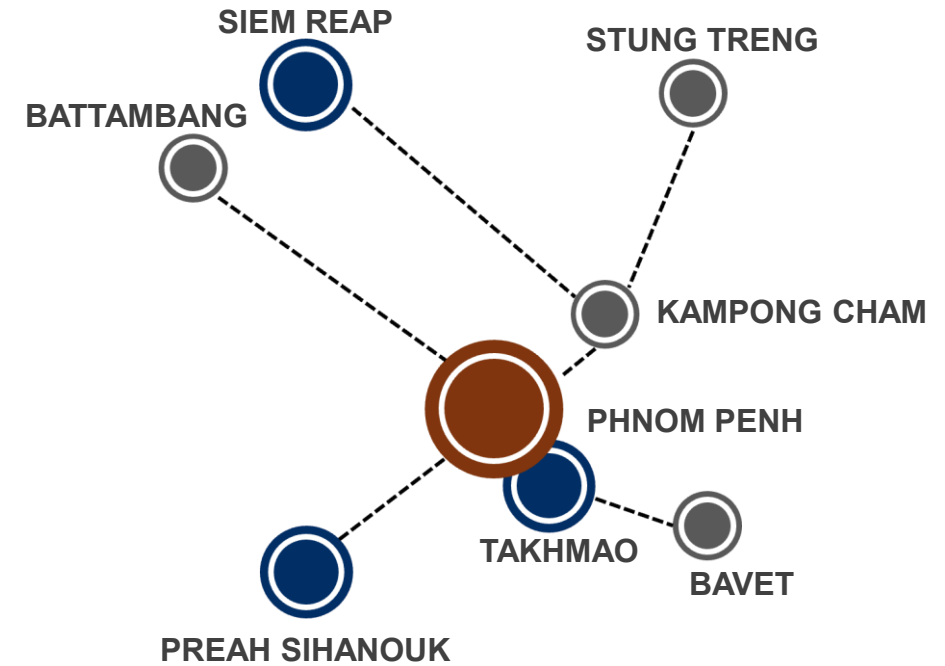 SIEM REAP
STUNG TRENG
BATTAMBANG
KAMPONG CHAM
PHNOM PENH
TAKHMAO
BAVET
PREAH SIHANOUK